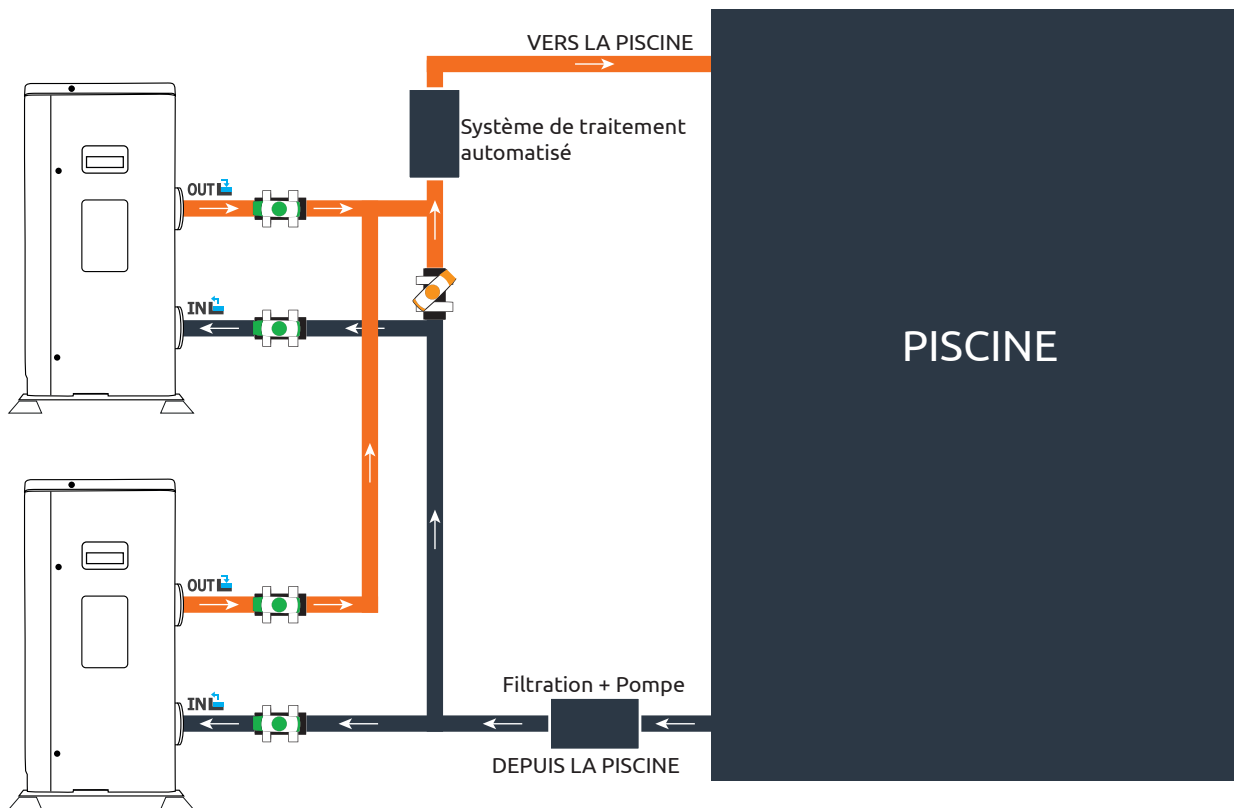 VERS LA PISCINE
Système de traitement
automatisé
OUT
IN
PISCINE
OUT
IN
Filtration + Pompe
DEPUIS LA PISCINE